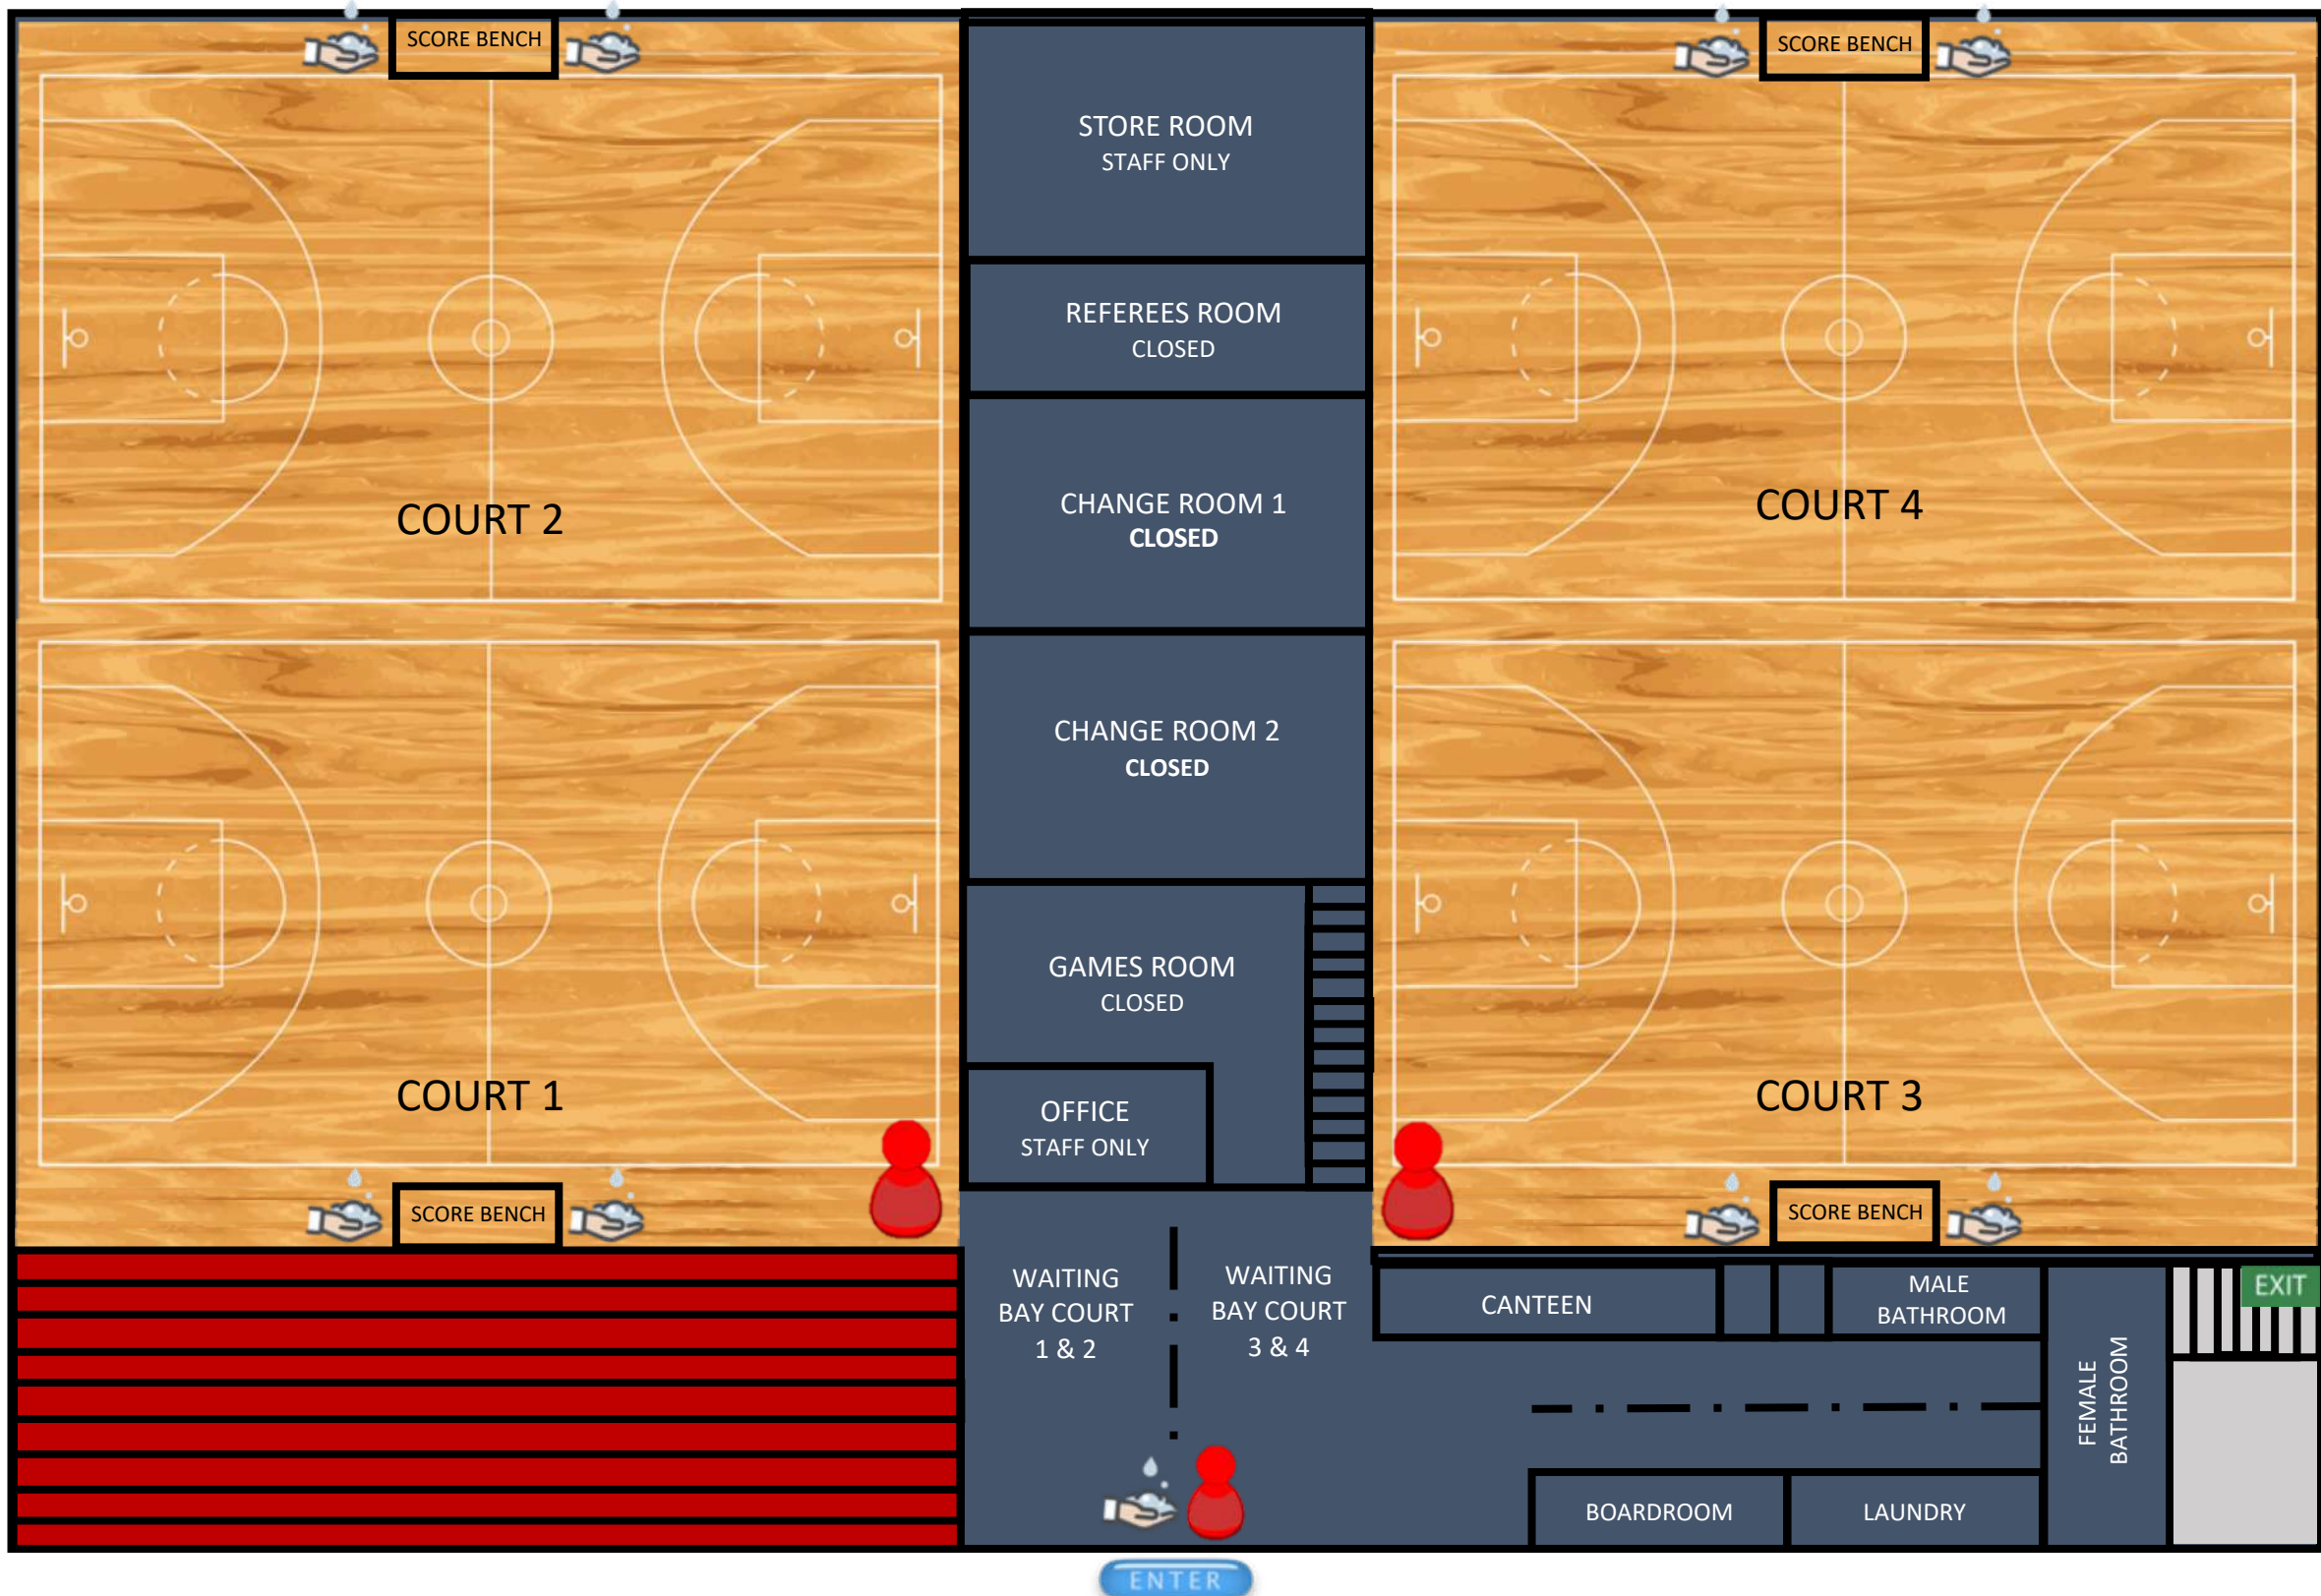 SCORE BENCH
SCORE BENCH
STORE ROOM
STAFF ONLY
REFEREES ROOM
CLOSED
COURT 2
CHANGE ROOM 1
CLOSED
COURT 4
CHANGE ROOM 2
CLOSED
GAMES ROOM
CLOSED
COURT 1
OFFICE
STAFF ONLY
COURT 3
SCORE BENCH
SCORE BENCH
WAITING
BAY COURT
1 & 2
WAITING
BAY COURT
3 & 4
CANTEEN
MALE
BATHROOM
EXIT
FEMALE
BATHROOM
BOARDROOM
LAUNDRY
ENTER